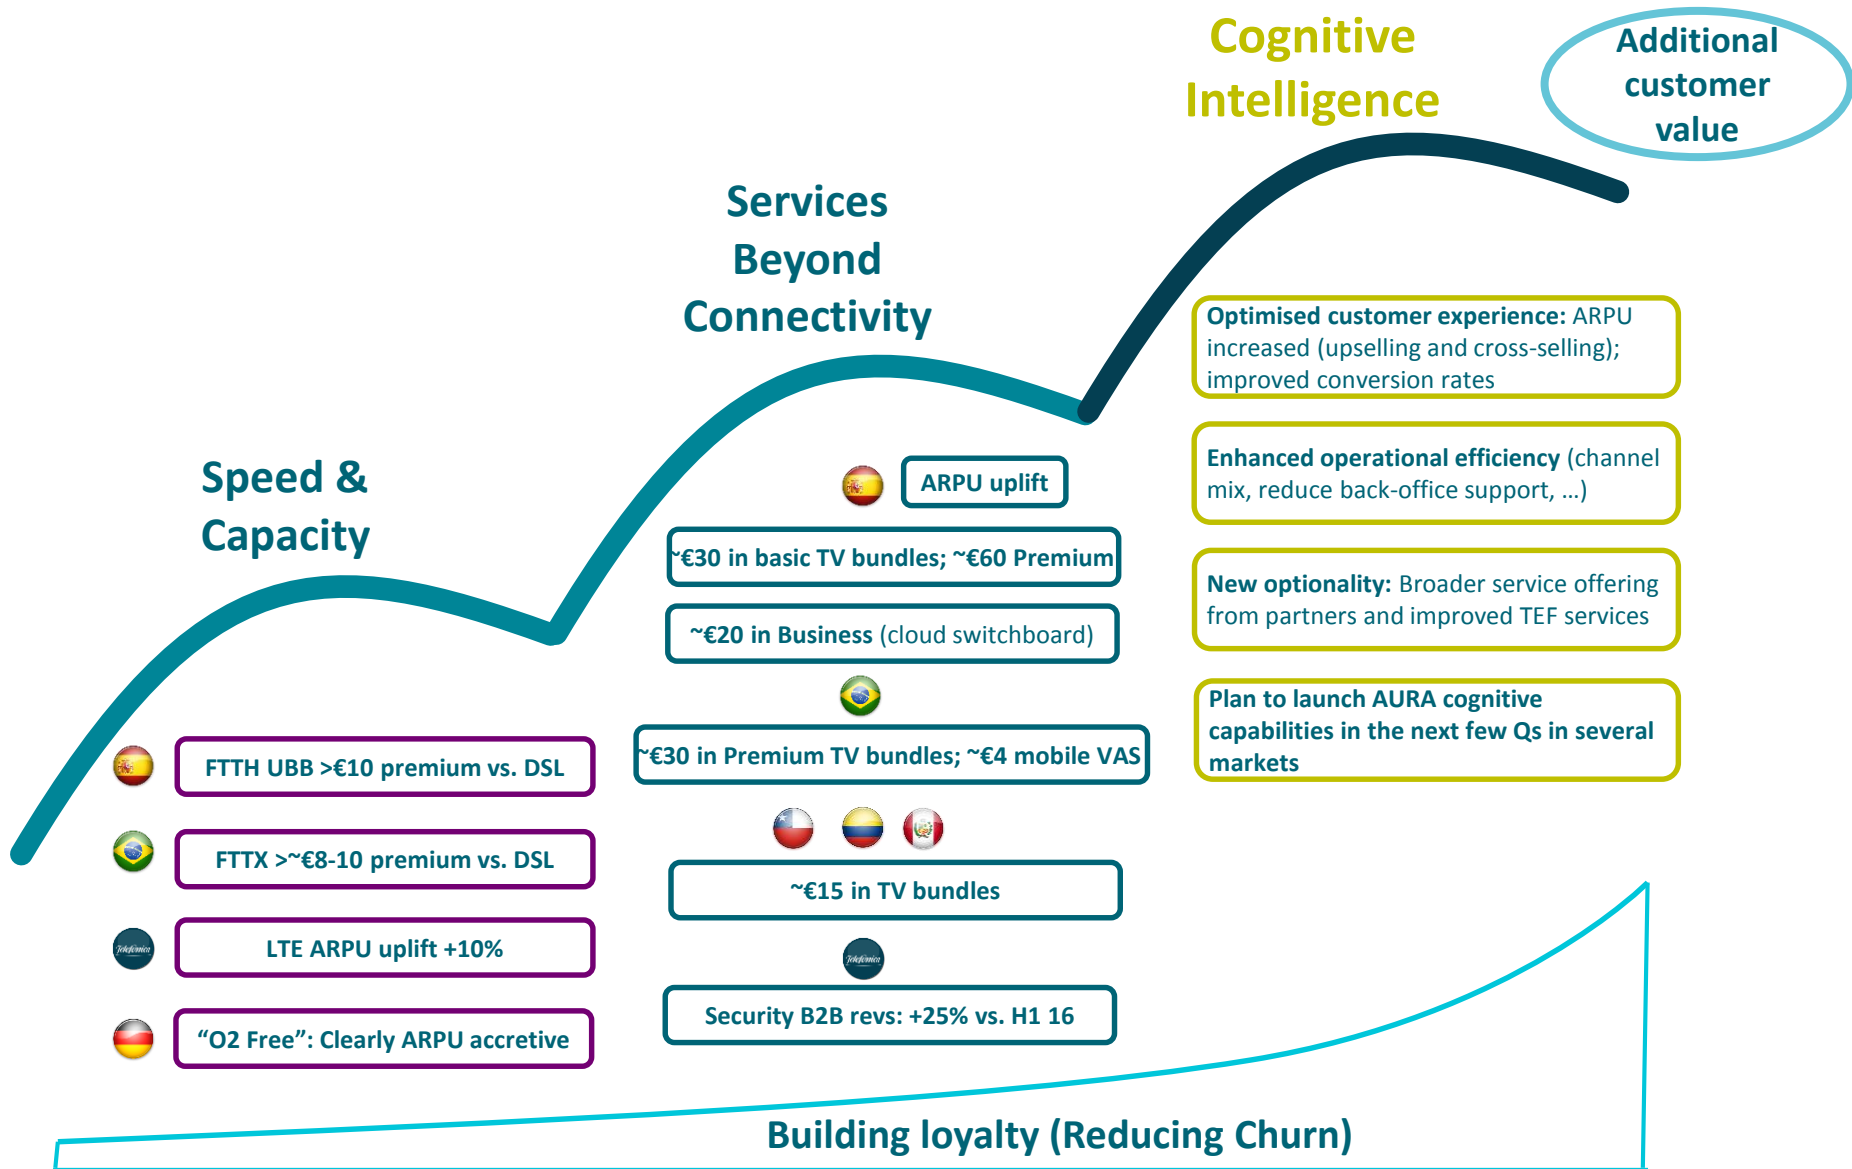 Cognitive
Intelligence
Additional
customer
value
Services
Beyond
Connectivity
Speed &
Capacity
FTTH UBB >€10 premium vs. DSL
FTTX >~€8-10 premium vs. DSL
Telefónica
LTE ARPU uplift +10%
“O2 Free”: Clearly ARPU accretive
ARPU uplift
~€30 in basic TV bundles; ~€60 Premium
~€20 in Business (cloud switchboard)
~€30 in Premium TV bundles; ~€4 mobile VAS
~€15 in TV bundles
Telefónica
Security B2B revs: +25% vs. H1 16
Optimised customer experience: ARPU
increased (upselling and cross-selling);
improved conversion rates
Enhanced operational efficiency (channel
mix, reduce back-office support, …)
New optionality: Broader service offering
from partners and improved TEF services
Plan to launch AURA cognitive
capabilities in the next few Qs in several
markets
Building loyalty (Reducing Churn)